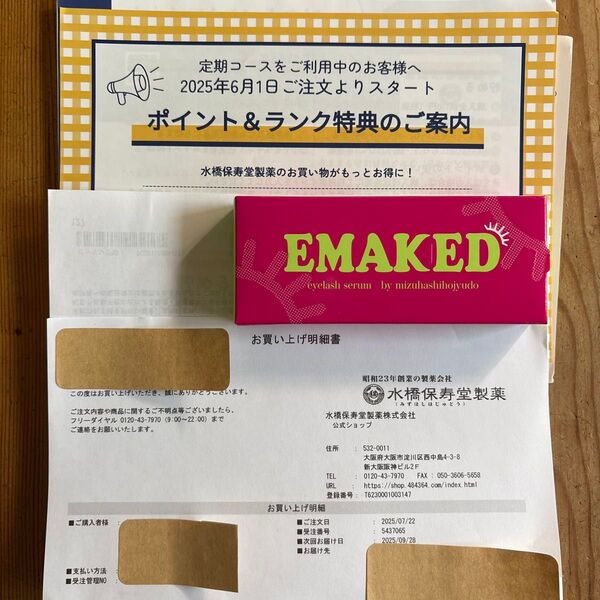 定期コースをご利用中のお客様へ
2025年6月1日ご注文よりスタート
ポイント＆ランク特典のご案内
水橋保寿堂製薬のお買い物がもっとお得に！
EMAKED
eyelash serum by mizuhashihojyudo
お買い上げ明細書
この度はお買い上げいただき、誠にありがとうございます。
ご注文内容や商品に関するご不明点等ございましたら、
フリーダイヤル 0120-43-7970 (9:00～22:00) まで
ご連絡をお願いします。
昭和23年創業の製薬会社
水橋保寿堂製薬
(みずはしほじゅどう)
水橋保寿堂製薬株式会社
公式ショップ
住所 : 532-0011
大阪府大阪市淀川区西中島4-3-8
新大阪阪神ビル2F
TEL : 0120-43-7970 FAX : 050-3606-5658
URL : https://shop.484364.com/index.html
登録番号 : T6230001003147
お買い上げ明細
■ご購入者様 :
■ご注文日 : 2025/07/22
■受注番号 : 5437065
■次回お届け日 : 2025/09/28
■お届け先 :
■支払い方法 :
■受注管理NO :